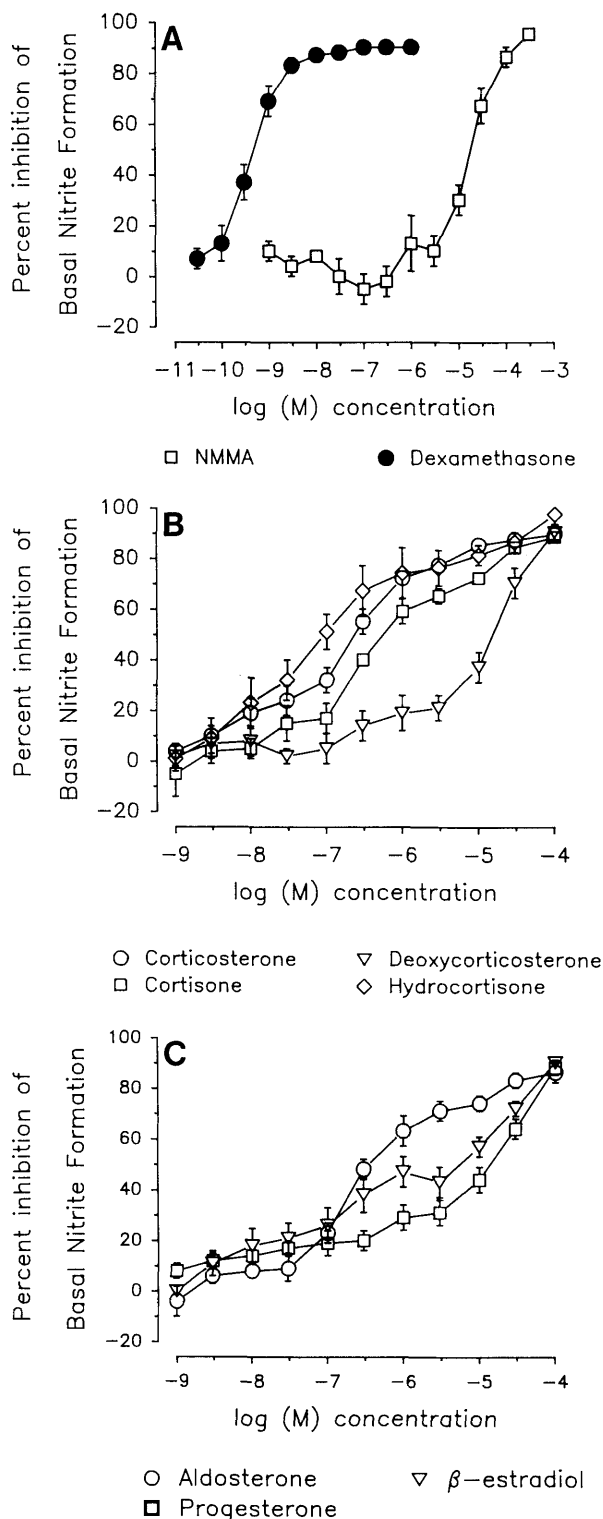 A
Percent inhibition of
Basal Nitrite Formation
100
80
60
40
20
0
−20
−11 −10 −9 −8 −7 −6 −5 −4 −3
log (M) concentration
NMMA Dexamethasone
B
Percent inhibition of
Basal Nitrite Formation
100
80
60
40
20
0
−20
−9 −8 −7 −6 −5 −4
log (M) concentration
Corticosterone Deoxycorticosterone
Cortisone Hydrocortisone
C
Percent inhibition of
Basal Nitrite Formation
100
80
60
40
20
0
−20
−9 −8 −7 −6 −5 −4
log (M) concentration
Aldosterone β−estradiol
Progesterone